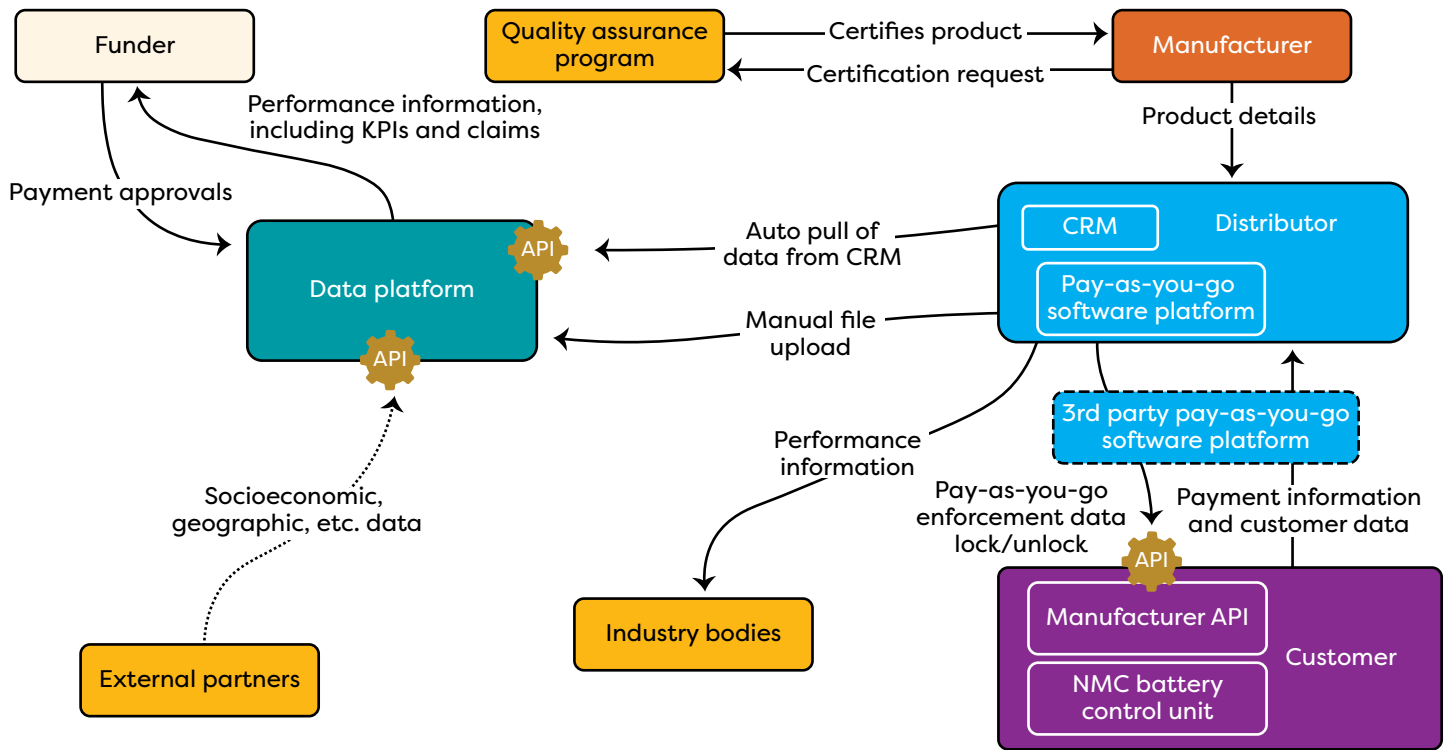 Funder
Quality assurance
program
Certifies product
Certification request
Manufacturer
Performance information,
including KPIs and claims
Product details
Payment approvals
Data platform
API
API
Auto pull of
data from CRM
Manual file
upload
CRM
Distributor
Pay-as-you-go
software platform
3rd party pay-as-you-go
software platform
Performance
information
Socioeconomic,
geographic, etc. data
Pay-as-you-go
enforcement data
lock/unlock
Payment information
and customer data
API
Industry bodies
External partners
Manufacturer API
Customer
NMC battery
control unit